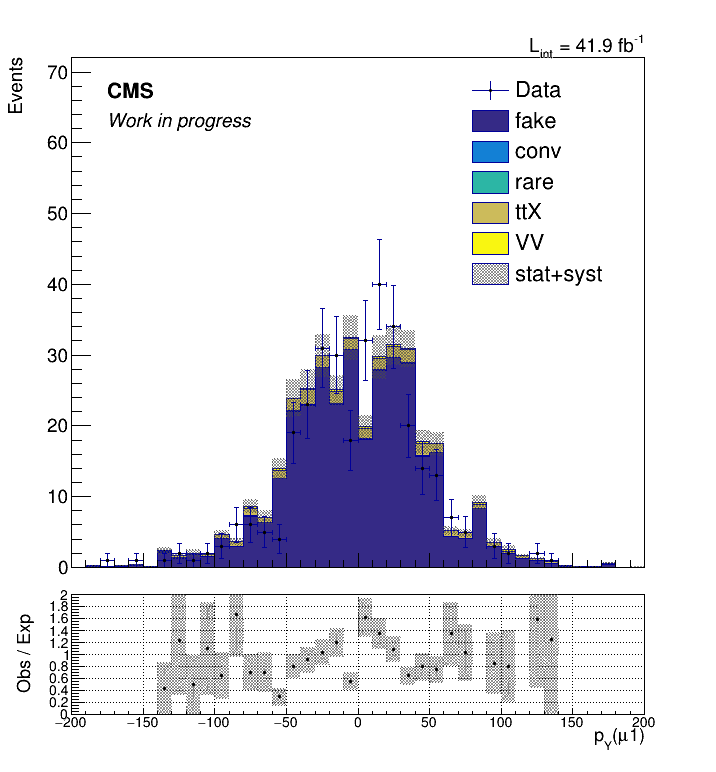 L_int = 41.9 fb^-1
Events
CMS
Work in progress
Data
fake
conv
rare
ttX
VV
stat+syst
70
60
50
40
30
20
10
0
Obs / Exp
2
1.8
1.6
1.4
1.2
1
0.8
0.6
0.4
0.2
0
−200 −150 −100 −50 0 50 100 150 200
p_Y(μ1)